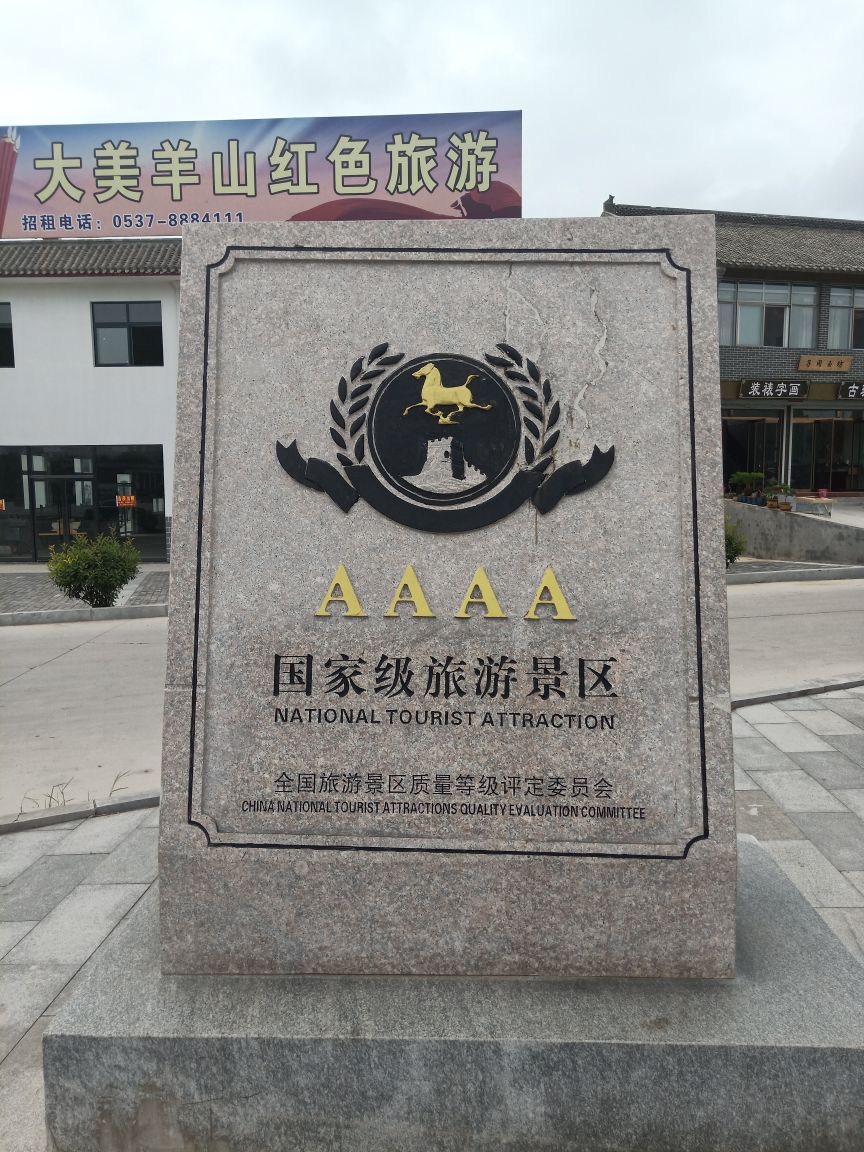 大美羊山红色旅游
招租电话：0537-8884111
装裱字画
AAAA
国家级旅游景区
NATIONAL TOURIST ATTRACTION
全国旅游景区质量等级评定委员会
CHINA NATIONAL TOURIST ATTRACTIONS QUALITY EVALUATION COMMITTEE